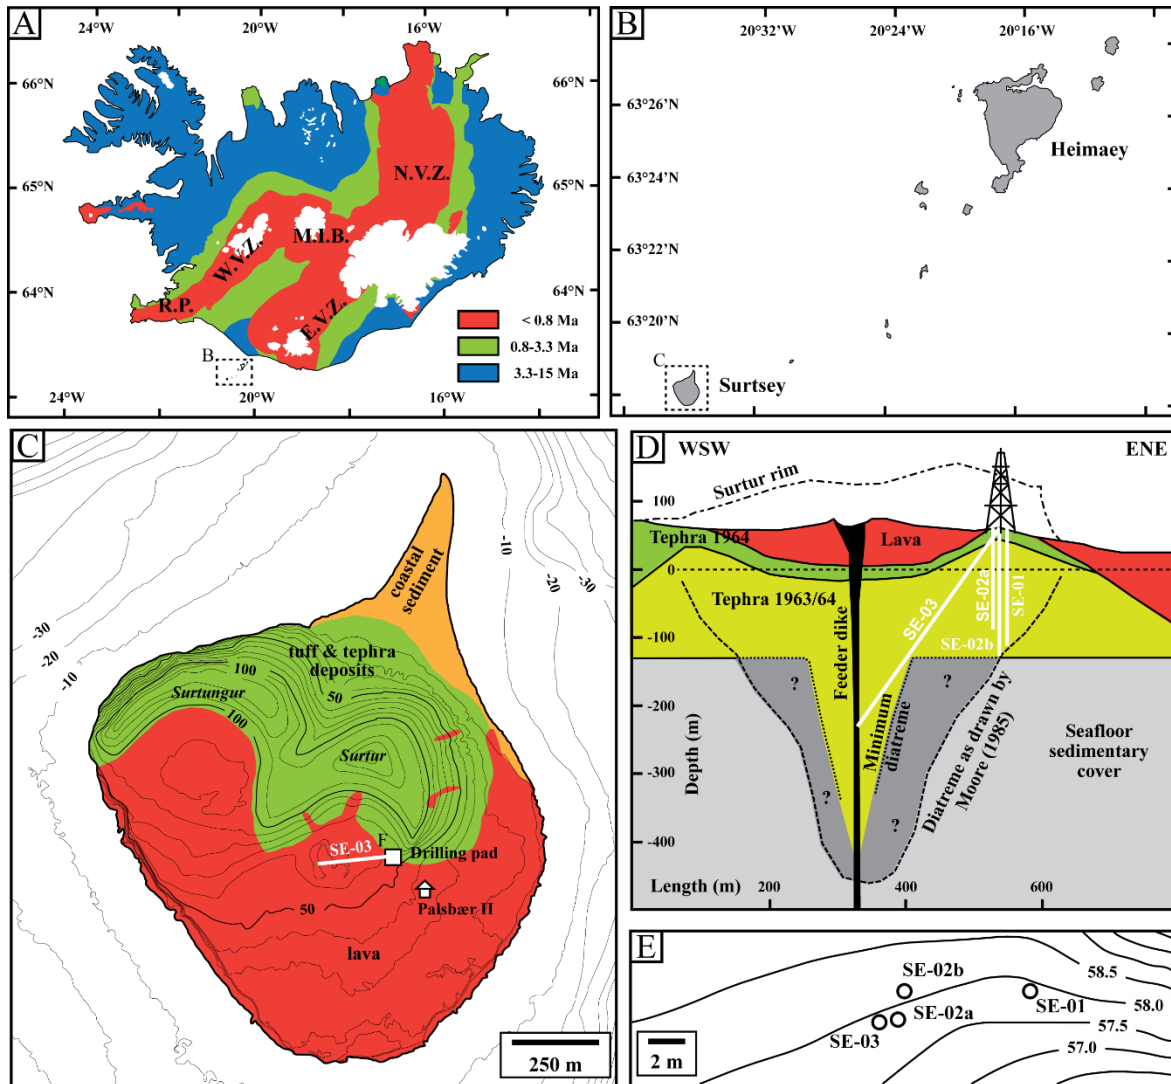 A
24°W
20°W
16°W
66°N
66°N
65°N
65°N
64°N
64°N
N.V.Z.
M.I.B.
W.V.Z.
R.P.
E.V.Z.
B
< 0.8 Ma
0.8-3.3 Ma
3.3-15 Ma
24°W
20°W
16°W
B
20°32'W
20°24'W
20°16'W
63°26'N
63°24'N
63°22'N
63°20'N
Heimaey
C
Surtsey
C
-10
-20
-30
-30
-20
-10
coastal
sediment
tuff & tephra
deposits
100
50
Surtungur
100
Surtur
F
SE-03
Drilling pad
Palsbær II
50
lava
250 m
D
WSW
ENE
Surtur rim
100
0
-100
-200
-300
-400
Depth (m)
Tephra 1964
Lava
Tephra 1963/64
SE-03
SE-02a
SE-01
SE-02b
Feeder dike
Minimum
diatreme
Diatreme as drawn by
Moore (1985)
?
?
?
?
Seafloor
sedimentary
cover
Length (m)
200
400
600
E
SE-02b
SE-02a
SE-03
SE-01
58.5
58.0
57.5
57.0
2 m